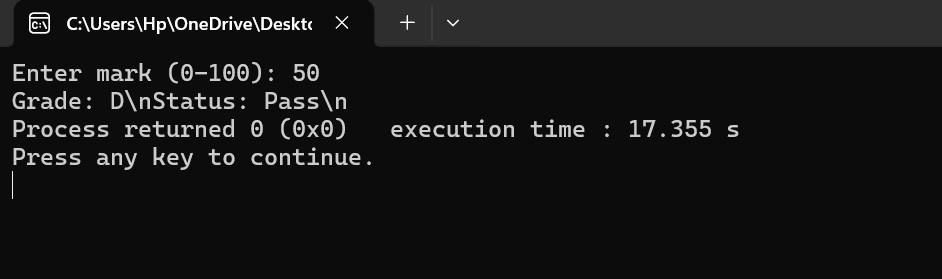 C:\Users\Hp\OneDrive\Deskto
Enter mark (0-100): 50
Grade: D\nStatus: Pass\n
Process returned 0 (0x0)   execution time : 17.355 s
Press any key to continue.